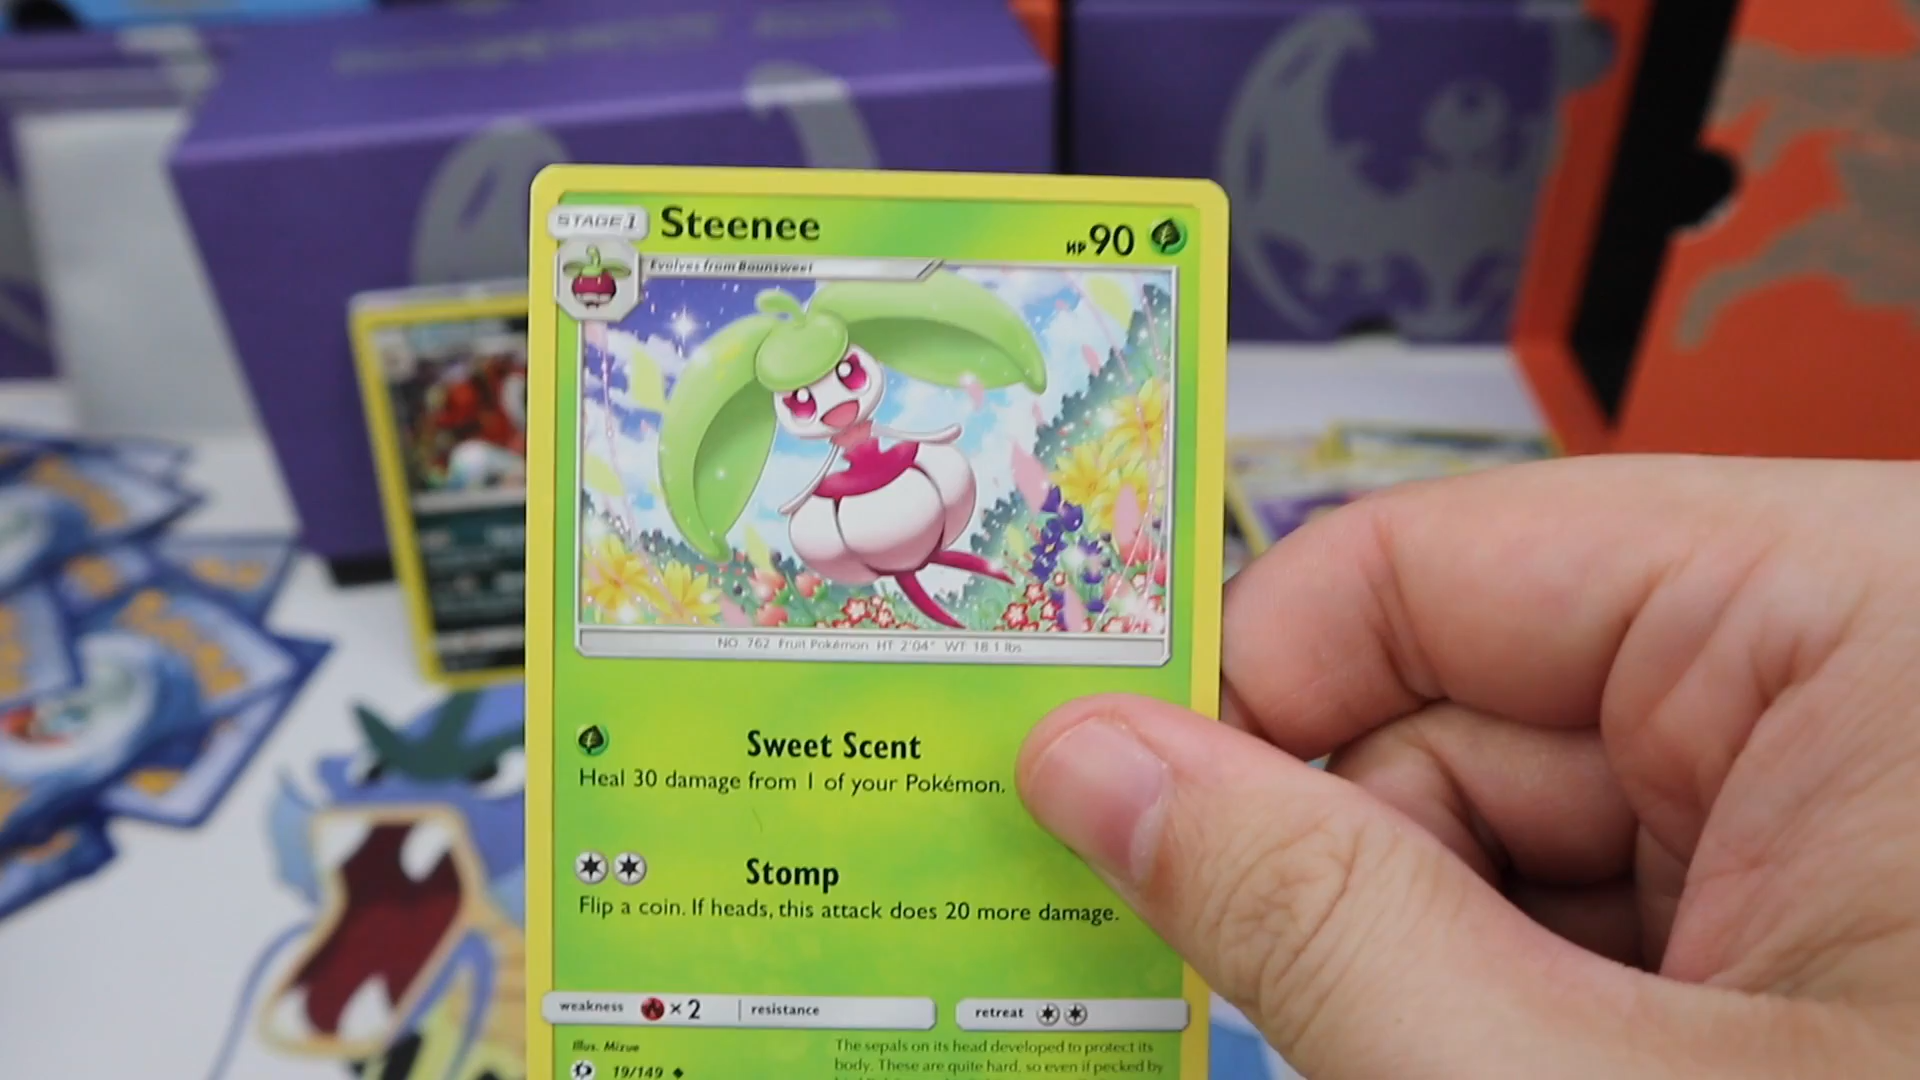 STAGE 1
Steenee
HP 90
Evolves from Bounsweet
NO. 762 Fruit Pokémon HT 2'04" WT 18.1 lbs.
Sweet Scent
Heal 30 damage from 1 of your Pokémon.
Stomp
Flip a coin. If heads, this attack does 20 more damage.
weakness × 2 resistance
retreat
Illus. Mizue
19/149
The sepals on its head developed to protect its
body. These are quite hard, so even if pecked by